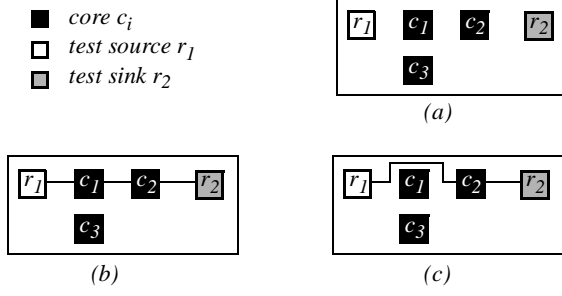 core c_i
test source r_1
test sink r_2
r_1 c_1 c_2 r_2
c_3
(a)
r_1 c_1 c_2 r_2
c_3
(b)
r_1 c_1 c_2 r_2
c_3
(c)